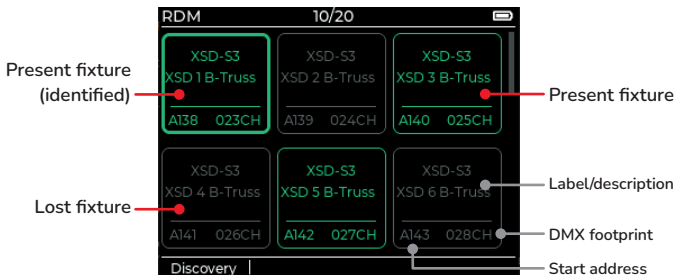 RDM 10/20
XSD-S3 XSD-S3 XSD-S3
XSD 1 B-Truss XSD 2 B-Truss XSD 3 B-Truss
A138 023CH A139 024CH A140 025CH
XSD-S3 XSD-S3 XSD-S3
XSD 4 B-Truss XSD 5 B-Truss XSD 6 B-Truss
A141 026CH A142 027CH A143 028CH
Discovery
Present fixture
(identified)
Lost fixture
Present fixture
Label/description
DMX footprint
Start address